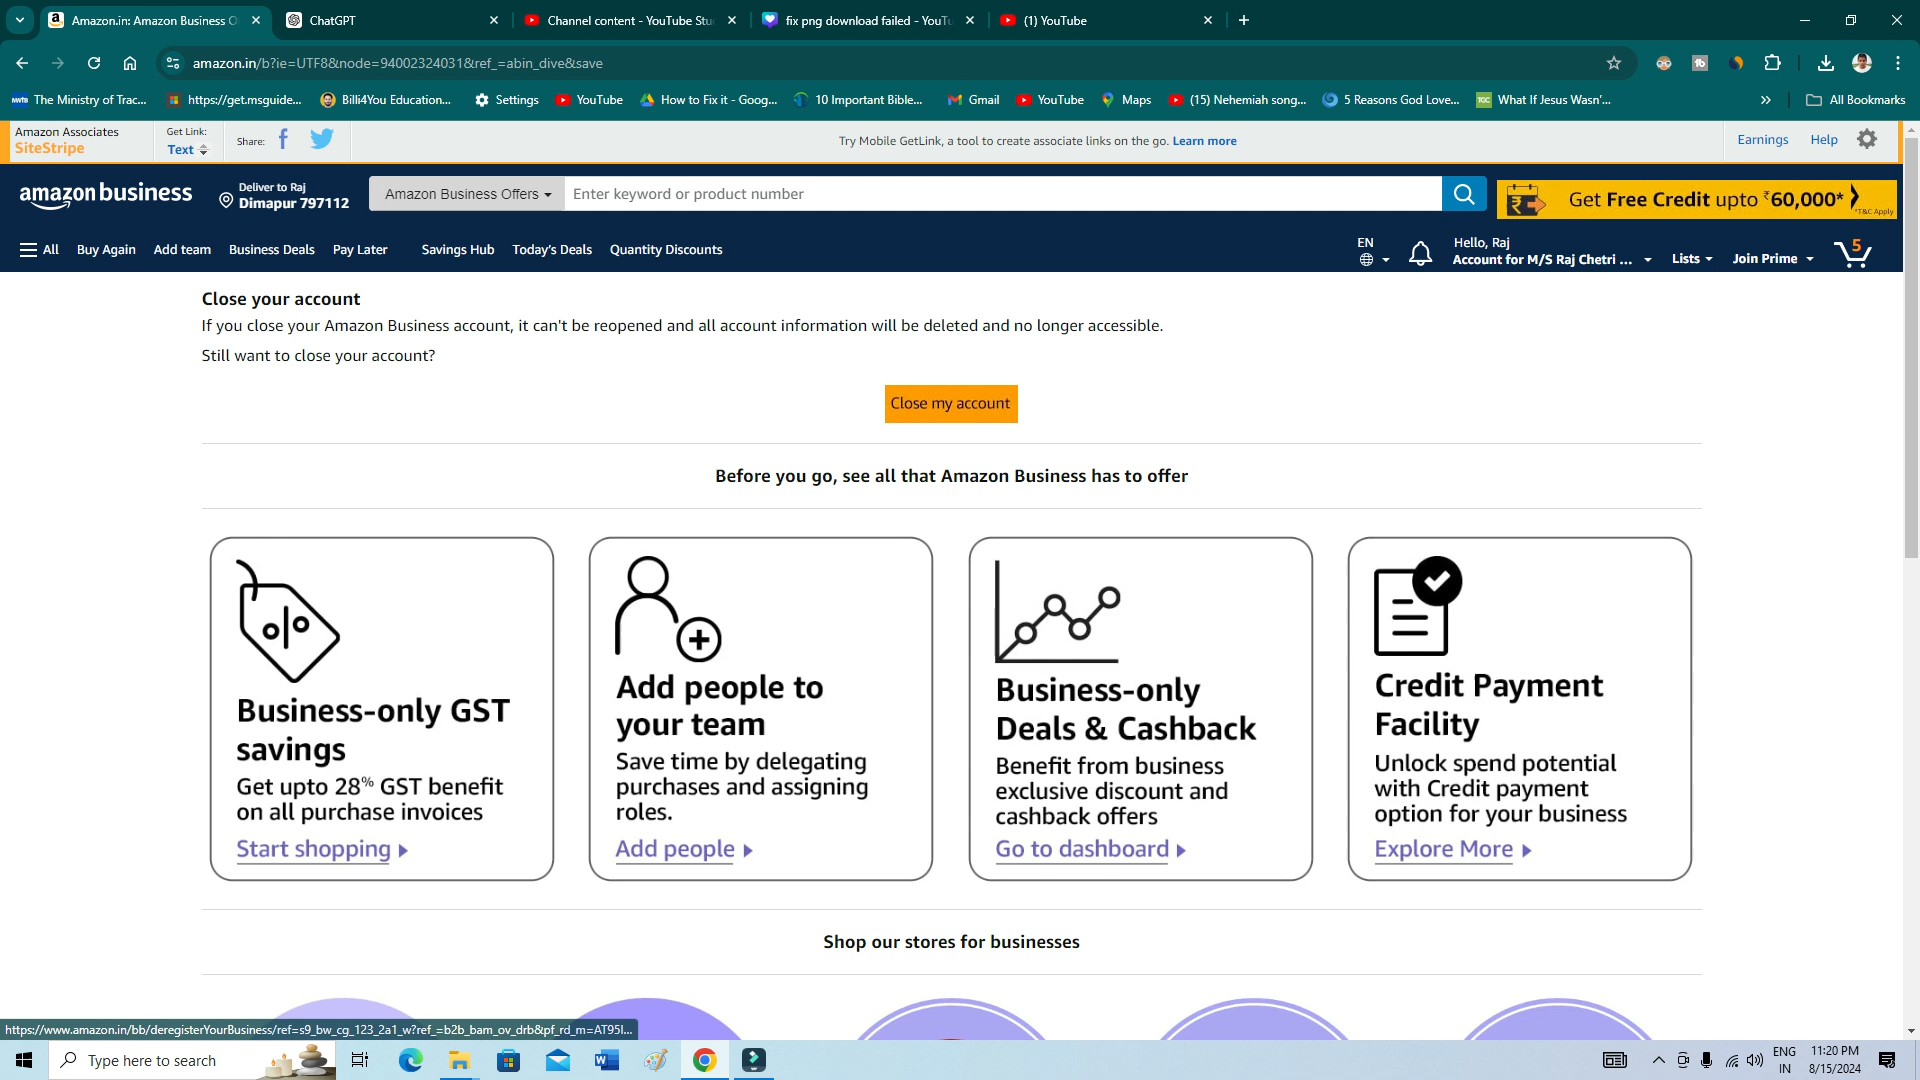 Amazon.in: Amazon Business O
ChatGPT
Channel content - YouTube Stu
fix png download failed - YouTu
(1) YouTube
amazon.in/b?ie=UTF8&node=94002324031&ref_=abin_dive&save
The Ministry of Trac...
https://get.msguide...
Billi4You Education...
Settings
YouTube
How to Fix it - Goog...
10 Important Bible...
Gmail
YouTube
Maps
(15) Nehemiah song...
5 Reasons God Love...
What If Jesus Wasn'...
All Bookmarks
Amazon Associates
SiteStripe
Get Link:
Text
Share:
Try Mobile GetLink, a tool to create associate links on the go. Learn more
Earnings
Help
amazon business
Deliver to Raj
Dimapur 797112
Amazon Business Offers
Enter keyword or product number
Get Free Credit upto ₹60,000*
*T&C Apply
All
Buy Again
Add team
Business Deals
Pay Later
Savings Hub
Today's Deals
Quantity Discounts
EN
Hello, Raj
Account for M/S Raj Chetri ...
Lists
Join Prime
5
Close your account
If you close your Amazon Business account, it can't be reopened and all account information will be deleted and no longer accessible.
Still want to close your account?
Close my account
Before you go, see all that Amazon Business has to offer
Business-only GST
savings
Get upto 28% GST benefit
on all purchase invoices
Start shopping
Add people to
your team
Save time by delegating
purchases and assigning
roles.
Add people
Business-only
Deals & Cashback
Benefit from business
exclusive discount and
cashback offers
Go to dashboard
Credit Payment
Facility
Unlock spend potential
with Credit payment
option for your business
Explore More
Shop our stores for businesses
https://www.amazon.in/bb/deregisterYourBusiness/ref=s9_bw_cg_123_2a1_w?ref_=b2b_bam_ov_drb&pf_rd_m=AT95I...
Type here to search
ENG
IN
11:20 PM
8/15/2024